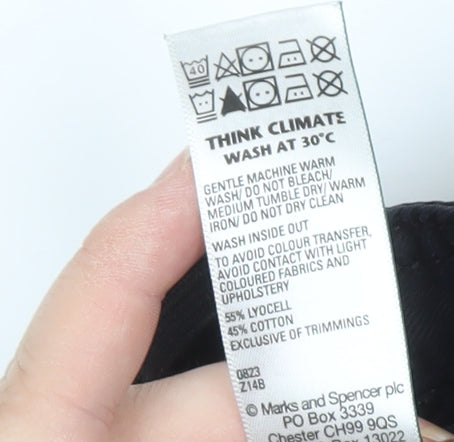 40
THINK CLIMATE
WASH AT 30°C
GENTLE MACHINE WARM
WASH/ DO NOT BLEACH/
MEDIUM TUMBLE DRY/ WARM
IRON/ DO NOT DRY CLEAN
WASH INSIDE OUT
TO AVOID COLOUR TRANSFER,
AVOID CONTACT WITH LIGHT
COLOURED FABRICS AND
UPHOLSTERY
55% LYOCELL
45% COTTON
EXCLUSIVE OF TRIMMINGS
0823
Z14B
© Marks and Spencer plc
PO Box 3339
Chester CH99 9QS
13022